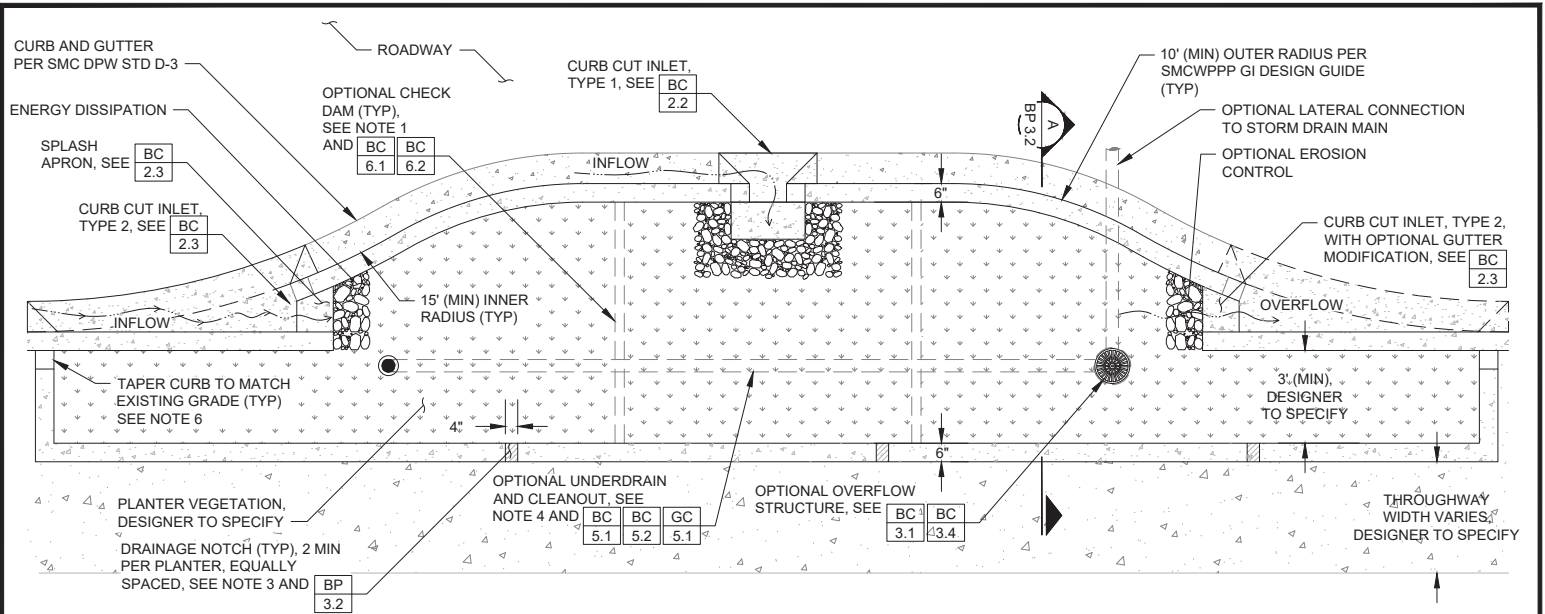 CURB AND GUTTER
PER SMC DPW STD D-3
ROADWAY
ENERGY DISSIPATION
SPLASH
APRON, SEE BC
2.3
CURB CUT INLET,
TYPE 2, SEE BC
2.3
OPTIONAL CHECK
DAM (TYP),
SEE NOTE 1
AND BC BC
6.1 6.2
CURB CUT INLET,
TYPE 1, SEE BC
2.2
INFLOW
6"
A
BP 3.2
10' (MIN) OUTER RADIUS PER
SMCWPPP GI DESIGN GUIDE
(TYP)
OPTIONAL LATERAL CONNECTION
TO STORM DRAIN MAIN
OPTIONAL EROSION
CONTROL
CURB CUT INLET, TYPE 2,
WITH OPTIONAL GUTTER
MODIFICATION, SEE BC
2.3
INFLOW
15' (MIN) INNER
RADIUS (TYP)
OVERFLOW
TAPER CURB TO MATCH
EXISTING GRADE (TYP)
SEE NOTE 6
4"
3' (MIN),
DESIGNER
TO SPECIFY
6"
PLANTER VEGETATION,
DESIGNER TO SPECIFY
DRAINAGE NOTCH (TYP), 2 MIN
PER PLANTER, EQUALLY
SPACED, SEE NOTE 3 AND BP
3.2
OPTIONAL UNDERDRAIN
AND CLEANOUT, SEE
NOTE 4 AND BC BC GC
5.1 5.2 5.1
OPTIONAL OVERFLOW
STRUCTURE, SEE BC BC
3.1 3.4
THROUGHWAY
WIDTH VARIES,
DESIGNER TO SPECIFY